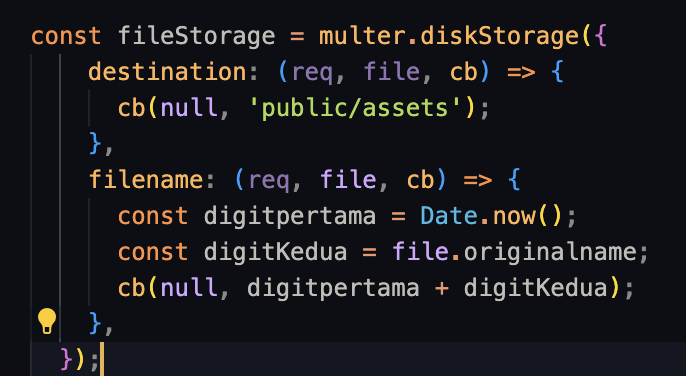 const fileStorage = multer.diskStorage({
    destination: (req, file, cb) => {
      cb(null, 'public/assets');
    },
    filename: (req, file, cb) => {
      const digitpertama = Date.now();
      const digitKedua = file.originalname;
      cb(null, digitpertama + digitKedua);
    },
  });